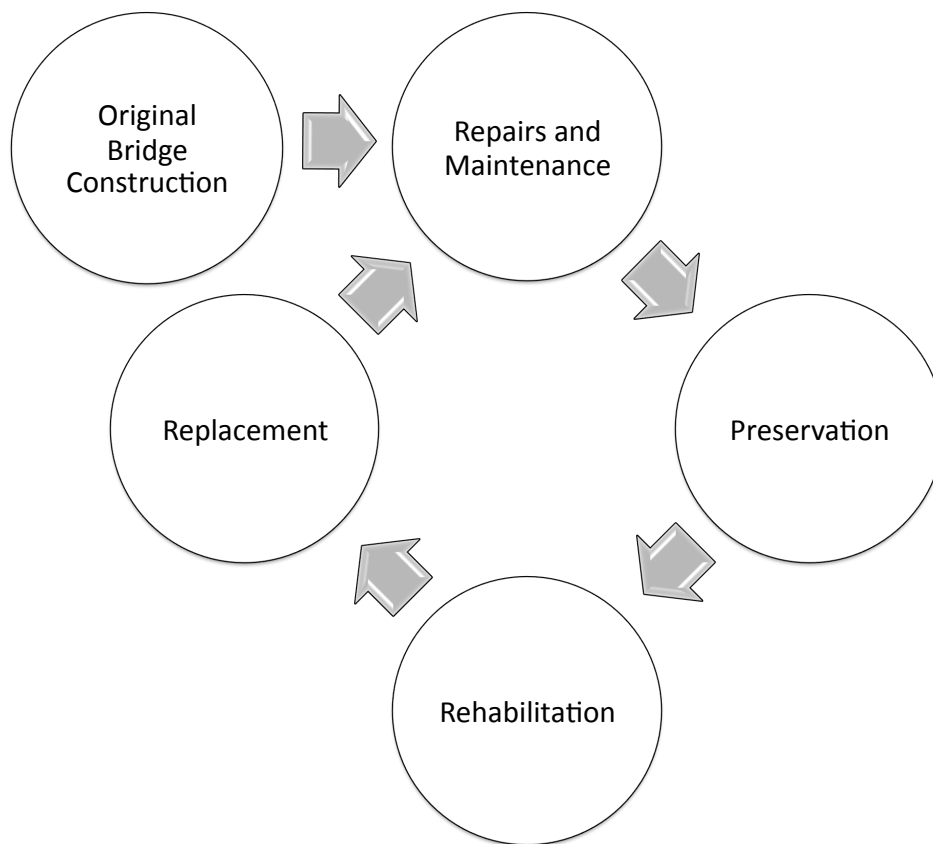 Original
Bridge
Construction
Repairs and
Maintenance
Preservation
Rehabilitation
Replacement